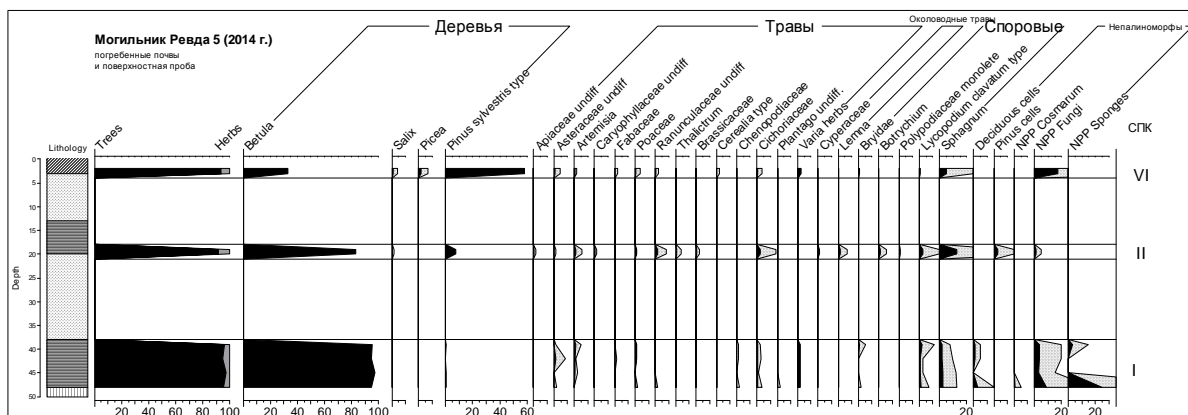 Могильник Ревда 5 (2014 г.)
погребенные почвы
и поверхностная проба
Деревья
Травы
Околоводные травы
Споровые
Непалиноморфы
Lithology
Trees
Herbs
Betula
Salix
Picea
Pinus sylvestris type
Apiaceae undiff
Asteraceae undiff
Artemisia
Caryophyllaceae undiff
Fabaceae
Poaceae
Ranunculaceae undiff
Thalictrum
Brassicaceae
Cerealia type
Chenopodiaceae
Cichoriaceae
Plantago undiff.
Varia herbs
Cyperaceae
Lemna
Bryidae
Botrychium
Polypodiaceae monolete
Lycopodium clavatum type
Sphagnum
Deciduous cells
Pinus cells
NPP Cosmarum
NPP Fungi
NPP Sponges
СПК
Depth
0
5
10
15
20
25
30
35
40
45
50
VI
II
I
20 40 60 80 100
20 40 60 80 100
20 40 60
20
20
20